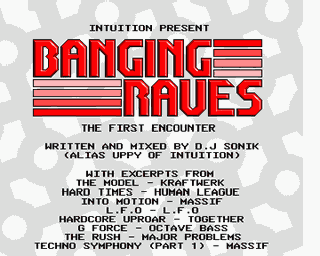 INTUITION PRESENT
BANGING
RAVES
THE FIRST ENCOUNTER
WRITTEN AND MIXED BY D.J SONIK
(ALIAS UPPY OF INTUITION)
WITH EXCERPTS FROM
THE MODEL - KRAFTWERK
HARD TIMES - HUMAN LEAGUE
INTO MOTION - MASSIF
L.F.O - L.F.O
HARDCORE UPROAR - TOGETHER
G FORCE - OCTAVE BASS
THE RUSH - MAJOR PROBLEMS
TECHNO SYMPHONY (PART 1) - MASSIF